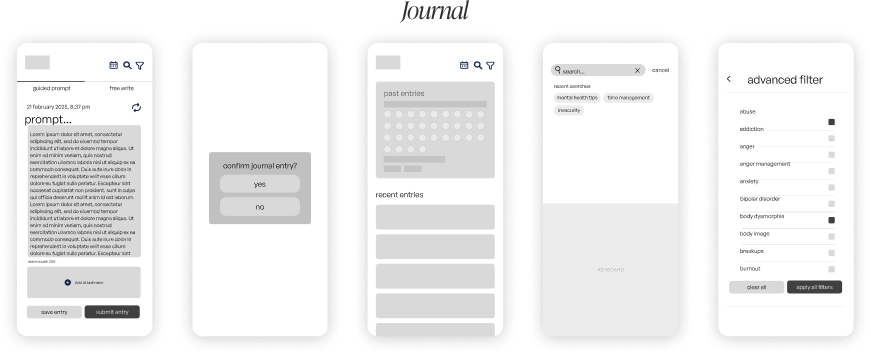 Journal
guided prompt
free write
21 february 2025, 8:37 pm
prompt...
Lorem ipsum dolor sit amet, consectetur
adipiscing elit, sed do eiusmod tempor
incididunt ut labore et dolore magna aliqua. Ut
enim ad minim veniam, quis nostrud
exercitation ullamco laboris nisi ut aliquip ex ea
commodo consequat. Duis aute irure dolor in
reprehenderit in voluptate velit esse cillum
dolore eu fugiat nulla pariatur. Excepteur sint
occaecat cupidatat non proident, sunt in culpa
qui officia deserunt mollit anim id est laborum.
Lorem ipsum dolor sit amet, consectetur
adipiscing elit, sed do eiusmod tempor
incididunt ut labore et dolore magna aliqua. Ut
enim ad minim veniam, quis nostrud
exercitation ullamco laboris nisi ut aliquip ex ea
commodo consequat. Duis aute irure dolor in
reprehenderit in voluptate velit esse cillum
dolore eu fugiat nulla pariatur. Excepteur sint
Add Attachment
save entry
submit entry
confirm journal entry?
yes
no
past entries
recent entries
search...
cancel
recent searches
mental health tips
time management
insecurity
KEYBOARD
advanced filter
abuse
addiction
anger
anger management
anxiety
bipolar disorder
body dysmorphia
body image
breakups
burnout
clear all
apply all filters